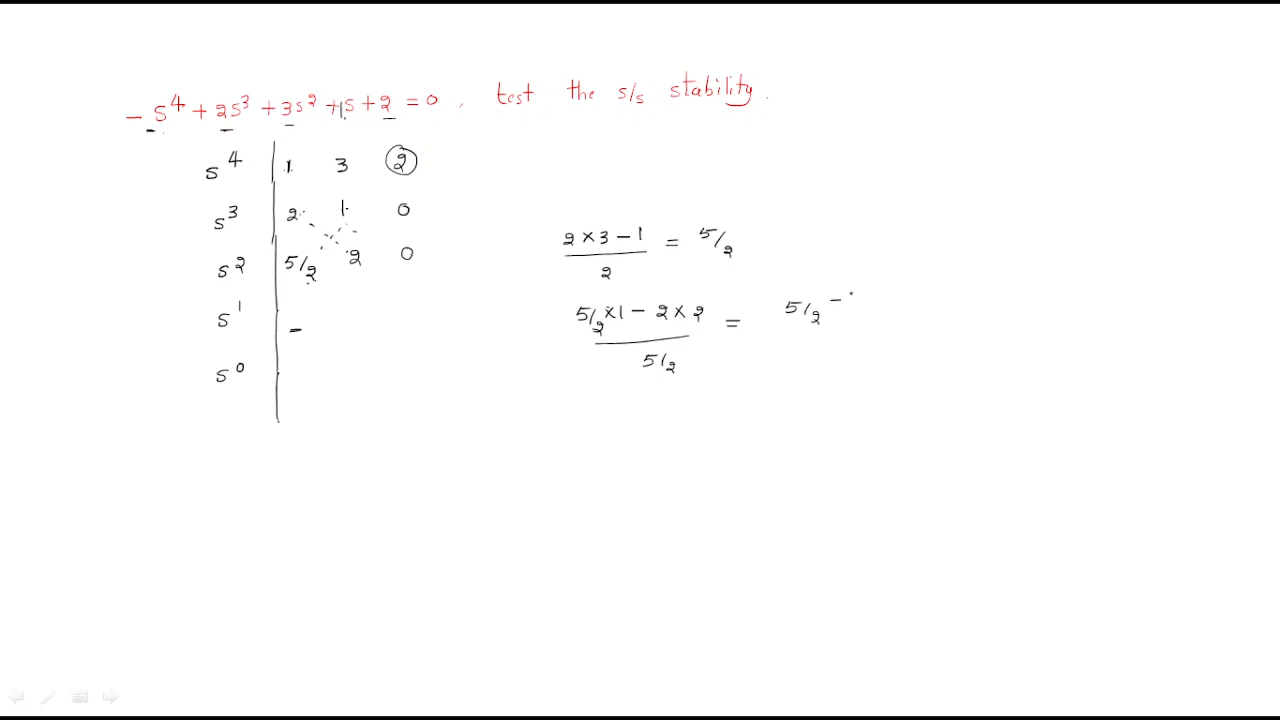 - s⁴ + 2s³ + 3s² + 1s + 2 = 0 , test the s/s stability .
s⁴ | 1 3 2
s³ | 2 1 0
s² | 5/2 2 0
s¹ | -
s⁰ |
(2 × 3 - 1) / 2 = 5/2
(5/2 × 1 - 2 × 2) / (5/2) = 5/2 -